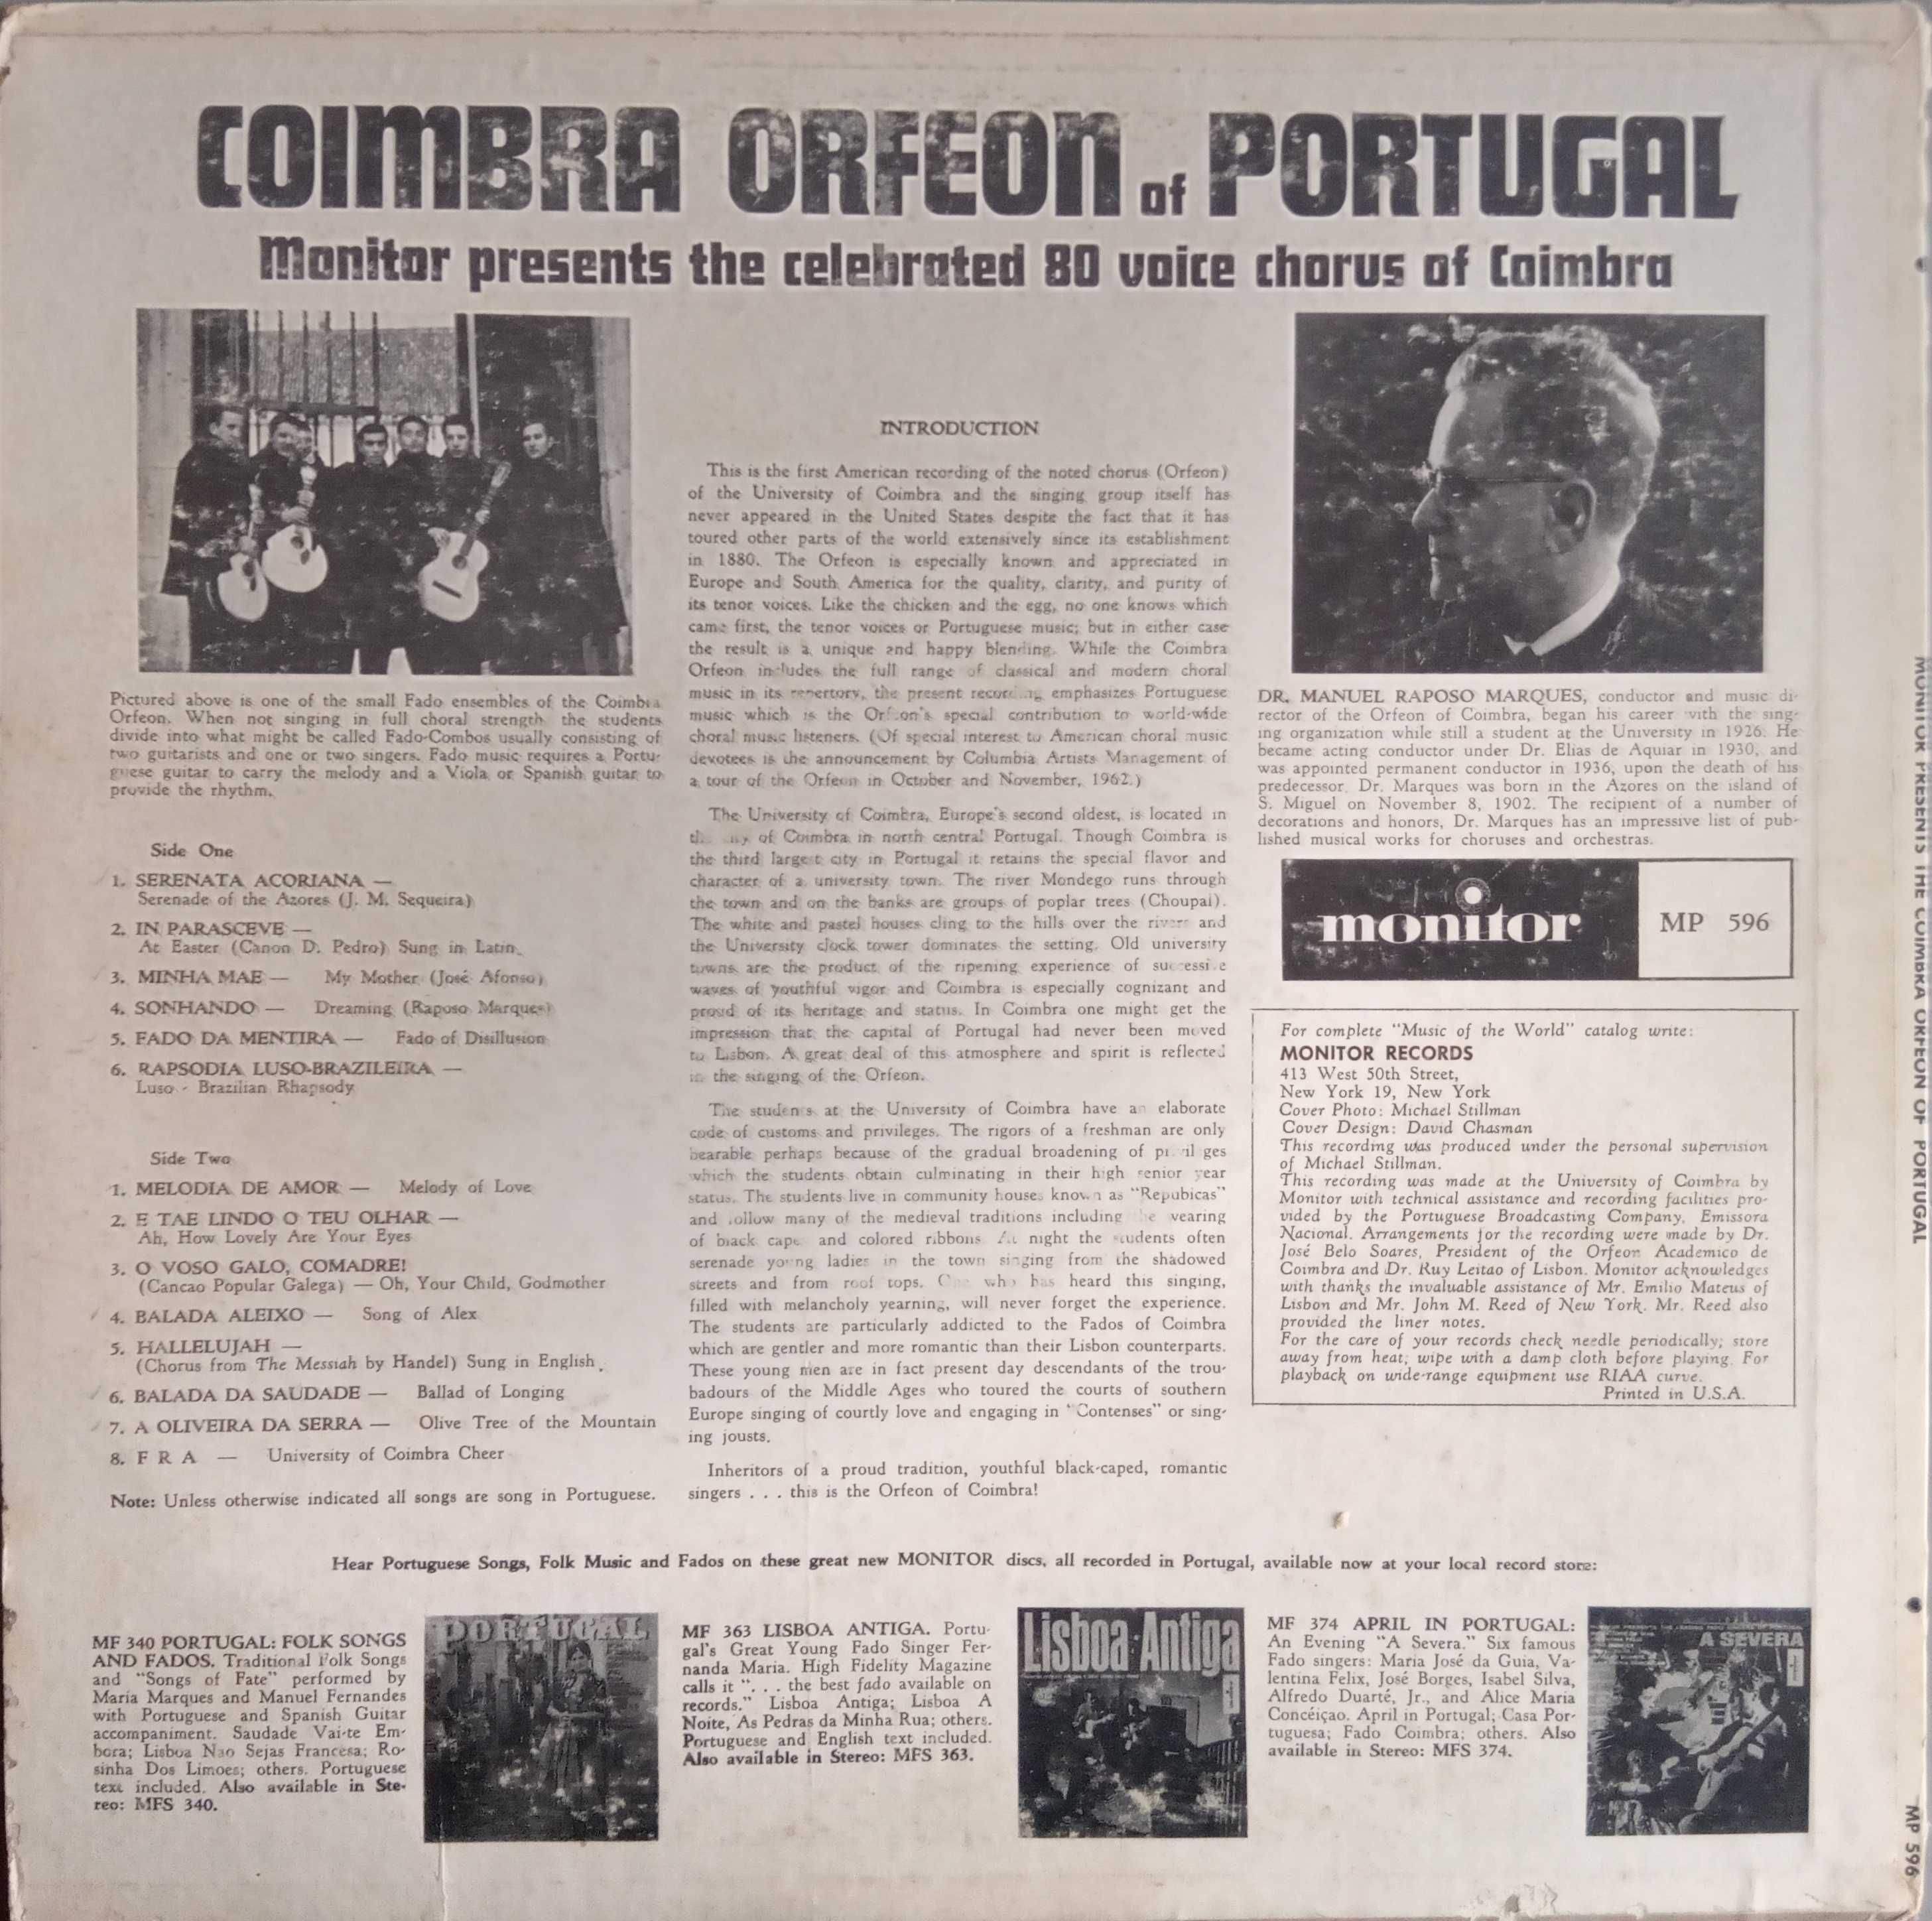 COIMBRA ORFEON of PORTUGAL
Monitor presents the celebrated 80 voice chorus of Coimbra
Pictured above is one of the small Fado ensembles of the Coimbra
Orfeon. When not singing in full choral strength the students
divide into what might be called Fado-Combos usually consisting of
two guitarists and one or two singers. Fado music requires a Portu-
guese guitar to carry the melody and a Viola or Spanish guitar to
provide the rhythm.
Side One
1. SERENATA ACORIANA —
Serenade of the Azores (J. M. Sequeira)
2. IN PARASCEVE —
At Easter (Canon D. Pedro) Sung in Latin
3. MINHA MAE — My Mother (José Afonso)
4. SONHANDO — Dreaming (Raposo Marques)
5. FADO DA MENTIRA — Fado of Disillusion
6. RAPSODIA LUSO-BRAZILEIRA —
Luso - Brazilian Rhapsody
Side Two
1. MELODIA DE AMOR — Melody of Love
2. E TAE LINDO O TEU OLHAR —
Ah, How Lovely Are Your Eyes
3. O VOSO GALO, COMADRE!
(Cancao Popular Galega) — Oh, Your Child, Godmother
4. BALADA ALEIXO — Song of Alex
5. HALLELUJAH —
(Chorus from The Messiah by Handel) Sung in English.
6. BALADA DA SAUDADE — Ballad of Longing
7. A OLIVEIRA DA SERRA — Olive Tree of the Mountain
8. F R A — University of Coimbra Cheer
Note: Unless otherwise indicated all songs are song in Portuguese.
INTRODUCTION
This is the first American recording of the noted chorus (Orfeon)
of the University of Coimbra and the singing group itself has
never appeared in the United States despite the fact that it has
toured other parts of the world extensively since its establishment
in 1880. The Orfeon is especially known and appreciated in
Europe and South America for the quality, clarity, and purity of
its tenor voices. Like the chicken and the egg, no one knows which
came first, the tenor voices or Portuguese music; but in either case
the result is a unique and happy blending. While the Coimbra
Orfeon includes the full range of classical and modern choral
music in its repertory, the present recording emphasizes Portuguese
music which is the Orfeon's special contribution to world-wide
choral music listeners. (Of special interest to American choral music
devotees is the announcement by Columbia Artists Management of
a tour of the Orfeon in October and November, 1962.)
The University of Coimbra, Europe's second oldest, is located in
of Coimbra in north central Portugal. Though Coimbra is
the third largest city in Portugal it retains the special flavor and
character of a university town. The river Mondego runs through
the town and on the banks are groups of poplar trees (Choupal).
The white and pastel houses cling to the hills over the rivers and
the University clock tower dominates the setting. Old university
towns are the product of the ripening experience of successive
waves of youthful vigor and Coimbra is especially cognizant and
proud of its heritage and status. In Coimbra one might get the
impression that the capital of Portugal had never been moved
to Lisbon. A great deal of this atmosphere and spirit is reflected
in the singing of the Orfeon.
The students at the University of Coimbra have an elaborate
code of customs and privileges. The rigors of a freshman are only
bearable perhaps because of the gradual broadening of privileges
which the students obtain culminating in their high senior year
status. The students live in community houses known as "Repubicas"
and follow many of the medieval traditions including the wearing
of black capes and colored ribbons. At night the students often
serenade young ladies in the town singing from the shadowed
streets and from roof tops. One who has heard this singing,
filled with melancholy yearning, will never forget the experience.
The students are particularly addicted to the Fados of Coimbra
which are gentler and more romantic than their Lisbon counterparts.
These young men are in fact present day descendants of the trou-
badours of the Middle Ages who toured the courts of southern
Europe singing of courtly love and engaging in "Contenses" or sing-
ing jousts.
Inheritors of a proud tradition, youthful black-caped, romantic
singers . . . this is the Orfeon of Coimbra!
DR. MANUEL RAPOSO MARQUES, conductor and music di-
rector of the Orfeon of Coimbra, began his career with the sing-
ing organization while still a student at the University in 1926. He
became acting conductor under Dr. Elias de Aquiar in 1930, and
was appointed permanent conductor in 1936, upon the death of his
predecessor. Dr. Marques was born in the Azores on the island of
S. Miguel on November 8, 1902. The recipient of a number of
decorations and honors, Dr. Marques has an impressive list of pub-
lished musical works for choruses and orchestras.
monitor
MP 596
For complete "Music of the World" catalog write:
MONITOR RECORDS
413 West 50th Street,
New York 19, New York
Cover Photo: Michael Stillman
Cover Design: David Chasman
This recording was produced under the personal supervision
of Michael Stillman.
This recording was made at the University of Coimbra by
Monitor with technical assistance and recording facilities pro-
vided by the Portuguese Broadcasting Company, Emissora
Nacional. Arrangements for the recording were made by Dr.
José Belo Soares, President of the Orfeon Academico de
Coimbra and Dr. Ruy Leitao of Lisbon. Monitor acknowledges
with thanks the invaluable assistance of Mr. Emilio Mateus of
Lisbon and Mr. John M. Reed of New York. Mr. Reed also
provided the liner notes.
For the care of your records check needle periodically; store
away from heat; wipe with a damp cloth before playing. For
playback on wide-range equipment use RIAA curve.
Printed in U.S.A.
Hear Portuguese Songs, Folk Music and Fados on these great new MONITOR discs, all recorded in Portugal, available now at your local record store:
MF 340 PORTUGAL: FOLK SONGS
AND FADOS. Traditional Folk Songs
and "Songs of Fate" performed by
Maria Marques and Manuel Fernandes
with Portuguese and Spanish Guitar
accompaniment. Saudade Vai-te Em-
bora; Lisboa Nao Sejas Francesa; Ro-
sinha Dos Limoes; others. Portuguese
text included. Also available in Ste-
reo: MFS 340.
PORTUGAL
MF 363 LISBOA ANTIGA. Portu-
gal's Great Young Fado Singer Fer-
nanda Maria. High Fidelity Magazine
calls it ". . . the best fado available on
records." Lisboa Antiga; Lisboa A
Noite, As Pedras da Minha Rua; others.
Portuguese and English text included.
Also available in Stereo: MFS 363.
Lisboa Antiga
MF 374 APRIL IN PORTUGAL:
An Evening "A Severa." Six famous
Fado singers: Maria José da Guia, Va-
lentina Felix, José Borges, Isabel Silva,
Alfredo Duarté, Jr., and Alice Maria
Concéiçao. April in Portugal; Casa Por-
tuguesa; Fado Coimbra; others. Also
available in Stereo: MFS 374.
A SEVERA
MONITOR PRESENTS THE COIMBRA ORFEON OF PORTUGAL
MP 596